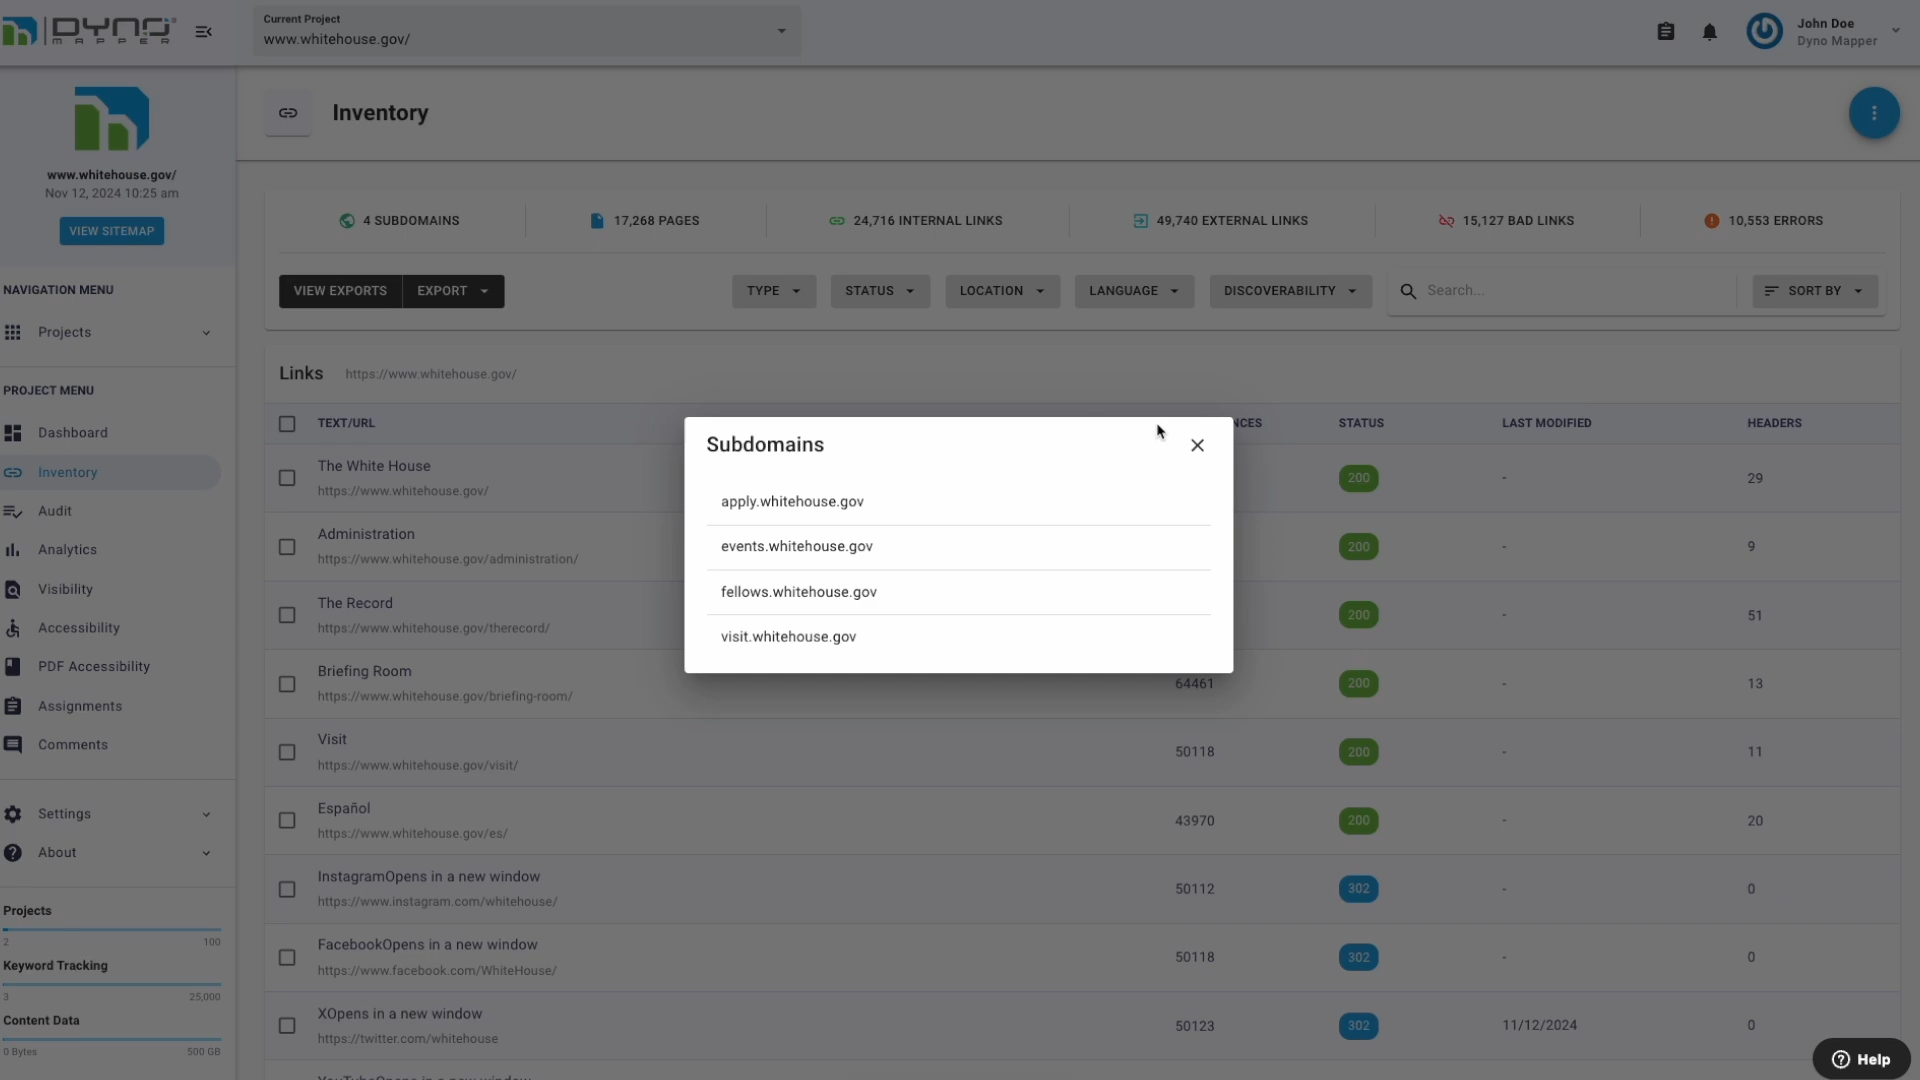 DYNO
MAPPER
Current Project
www.whitehouse.gov/
John Doe
Dyno Mapper
www.whitehouse.gov/
Nov 12, 2024 10:25 am
VIEW SITEMAP
NAVIGATION MENU
Projects
PROJECT MENU
Dashboard
Inventory
Audit
Analytics
Visibility
Accessibility
PDF Accessibility
Assignments
Comments
Settings
About
Projects
2 100
Keyword Tracking
3 25,000
Content Data
0 Bytes 500 GB
Inventory
4 SUBDOMAINS 17,268 PAGES 24,716 INTERNAL LINKS 49,740 EXTERNAL LINKS 15,127 BAD LINKS 10,553 ERRORS
VIEW EXPORTS EXPORT TYPE STATUS LOCATION LANGUAGE DISCOVERABILITY Search... SORT BY
Links https://www.whitehouse.gov/
TEXT/URL NCES STATUS LAST MODIFIED HEADERS
The White House
https://www.whitehouse.gov/
200 - 29
Administration
https://www.whitehouse.gov/administration/
200 - 9
The Record
https://www.whitehouse.gov/therecord/
200 - 51
Briefing Room
https://www.whitehouse.gov/briefing-room/
64461 200 - 13
Visit
https://www.whitehouse.gov/visit/
50118 200 - 11
Español
https://www.whitehouse.gov/es/
43970 200 - 20
InstagramOpens in a new window
https://www.instagram.com/whitehouse/
50112 302 - 0
FacebookOpens in a new window
https://www.facebook.com/WhiteHouse/
50118 302 - 0
XOpens in a new window
https://twitter.com/whitehouse
50123 302 11/12/2024 0
Subdomains
apply.whitehouse.gov
events.whitehouse.gov
fellows.whitehouse.gov
visit.whitehouse.gov
Help